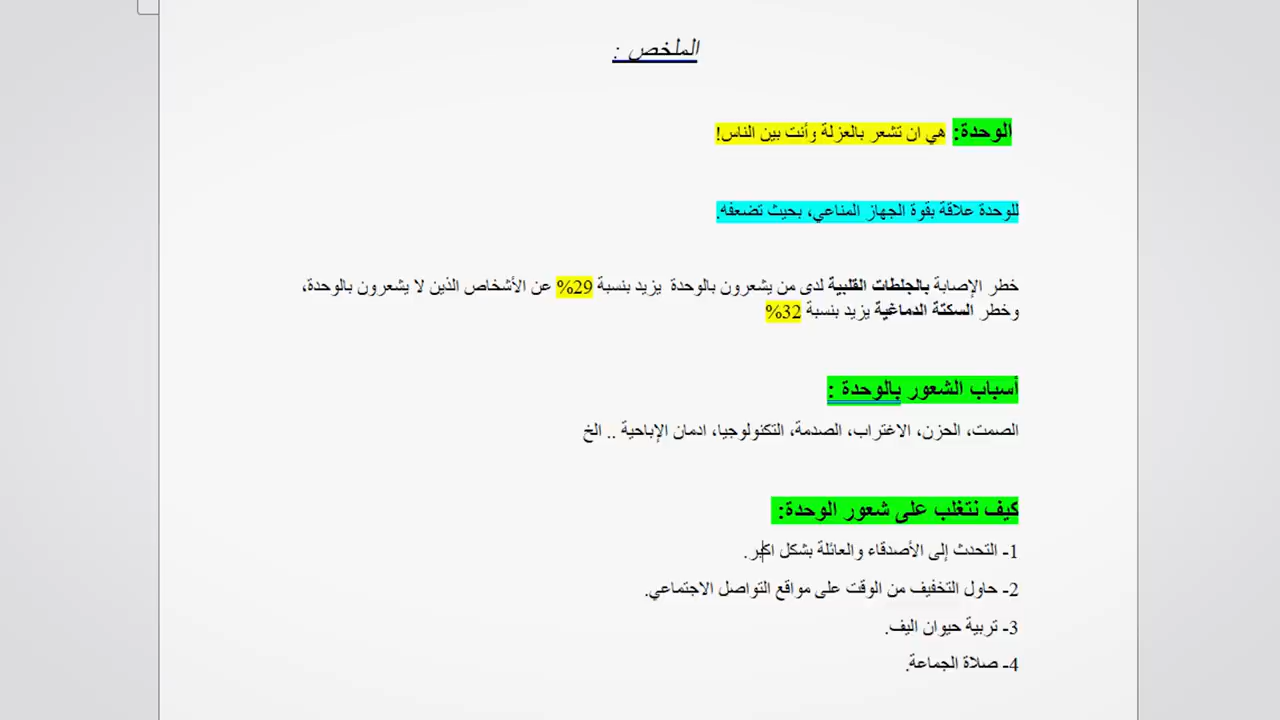 الملخص :
الوحدة: هي ان تشعر بالعزلة وأنت بين الناس!
للوحدة علاقة بقوة الجهاز المناعي، بحيث تضعفه.
خطر الإصابة بالجلطات القلبية لدى من يشعرون بالوحدة يزيد بنسبة 29% عن الأشخاص الذين لا يشعرون بالوحدة،
وخطر السكتة الدماغية يزيد بنسبة 32%
أسباب الشعور بالوحدة :
الصمت، الحزن، الاغتراب، الصدمة، التكنولوجيا، ادمان الإباحية .. الخ
كيف نتغلب على شعور الوحدة:
1- التحدث إلى الأصدقاء والعائلة بشكل اكبر.
2- حاول التخفيف من الوقت على مواقع التواصل الاجتماعي.
3- تربية حيوان اليف.
4- صلاة الجماعة.